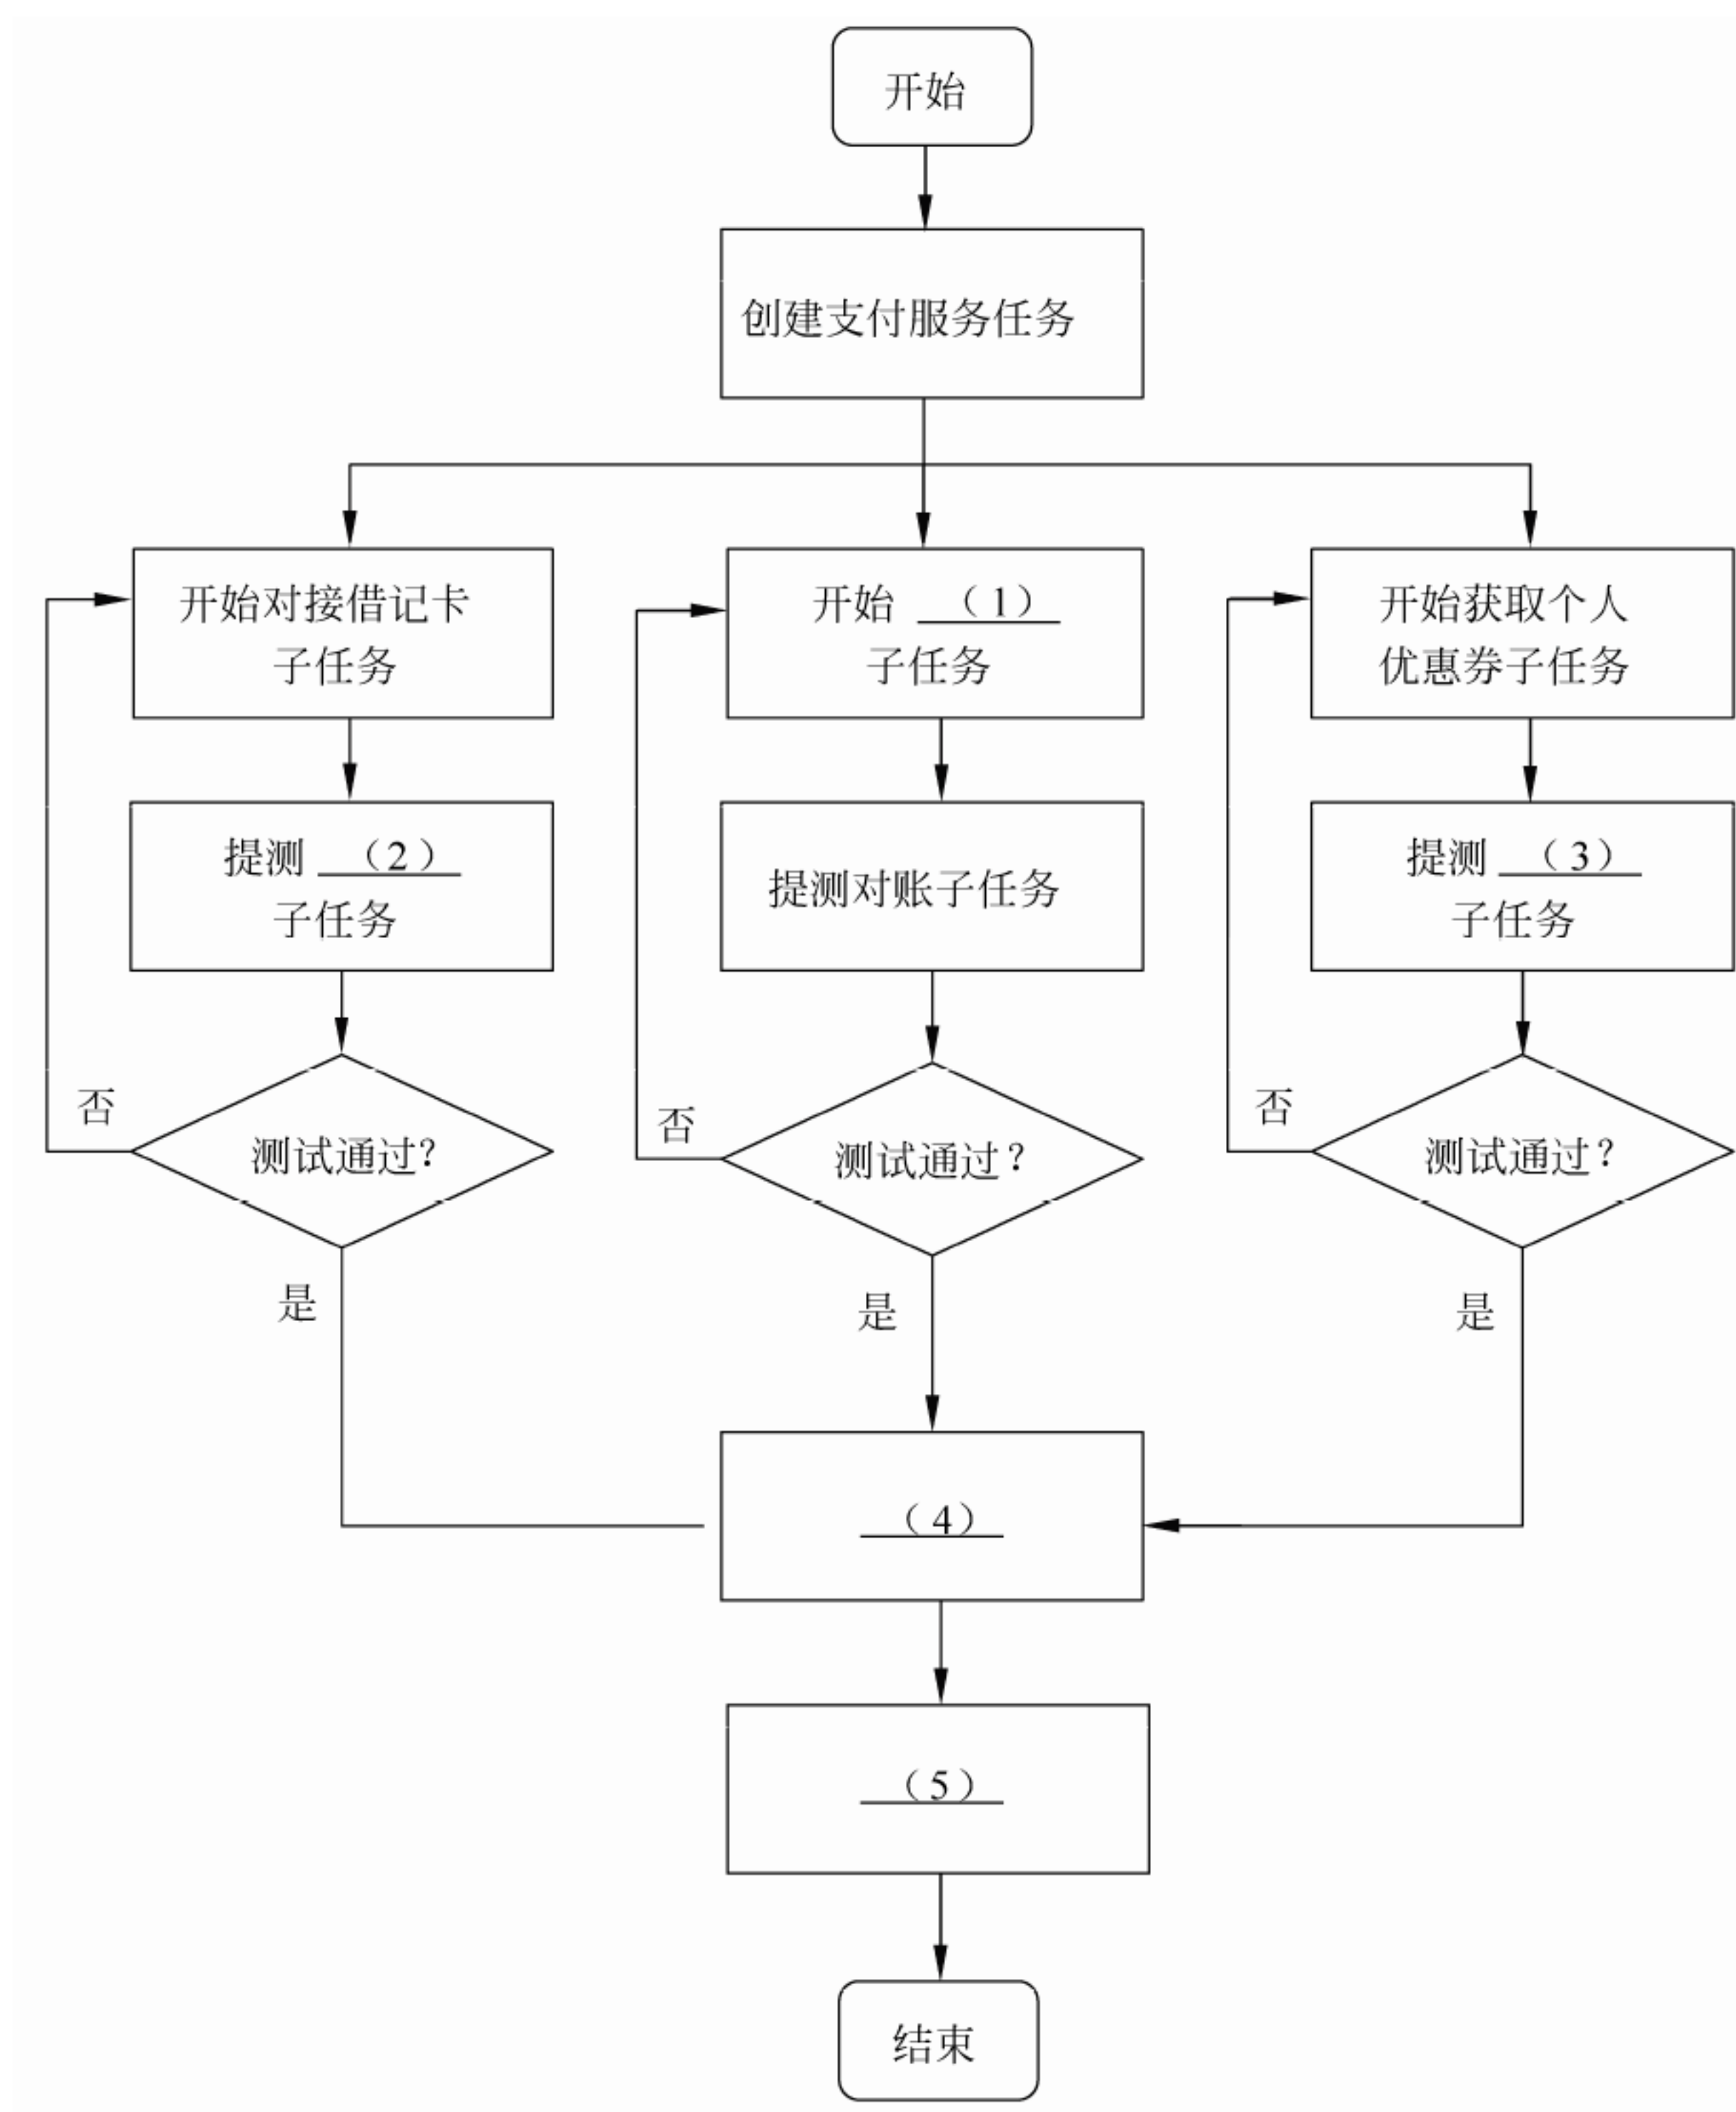 开始
创建支付服务任务
开始对接借记卡
子任务
开始 （1）
子任务
开始获取个人
优惠券子任务
提测 （2）
子任务
提测对账子任务
提测 （3）
子任务
否
测试通过?
否
测试通过?
否
测试通过?
是
是
是
（4）
（5）
结束